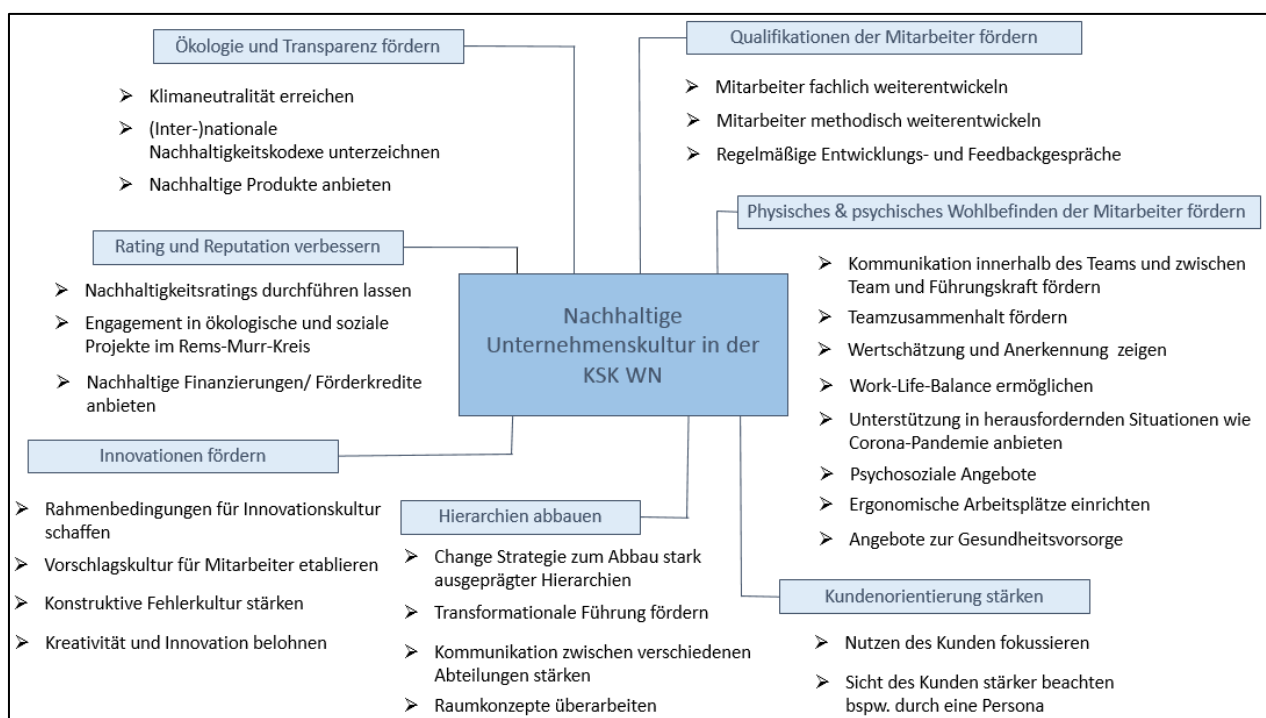 Ökologie und Transparenz fördern
Klimaneutralität erreichen
(Inter-)nationale
Nachhaltigkeitskodexe unterzeichnen
Nachhaltige Produkte anbieten
Qualifikationen der Mitarbeiter fördern
Mitarbeiter fachlich weiterentwickeln
Mitarbeiter methodisch weiterentwickeln
Regelmäßige Entwicklungs- und Feedbackgespräche
Rating und Reputation verbessern
Nachhaltigkeitsratings durchführen lassen
Engagement in ökologische und soziale
Projekte im Rems-Murr-Kreis
Nachhaltige Finanzierungen/ Förderkredite
anbieten
Nachhaltige
Unternehmenskultur in der
KSK WN
Physisches & psychisches Wohlbefinden der Mitarbeiter fördern
Kommunikation innerhalb des Teams und zwischen
Team und Führungskraft fördern
Teamzusammenhalt fördern
Wertschätzung und Anerkennung zeigen
Work-Life-Balance ermöglichen
Unterstützung in herausfordernden Situationen wie
Corona-Pandemie anbieten
Psychosoziale Angebote
Ergonomische Arbeitsplätze einrichten
Angebote zur Gesundheitsvorsorge
Innovationen fördern
Rahmenbedingungen für Innovationskultur
schaffen
Vorschlagskultur für Mitarbeiter etablieren
Konstruktive Fehlerkultur stärken
Kreativität und Innovation belohnen
Hierarchien abbauen
Change Strategie zum Abbau stark
ausgeprägter Hierarchien
Transformationale Führung fördern
Kommunikation zwischen verschiedenen
Abteilungen stärken
Raumkonzepte überarbeiten
Kundenorientierung stärken
Nutzen des Kunden fokussieren
Sicht des Kunden stärker beachten
bspw. durch eine Persona